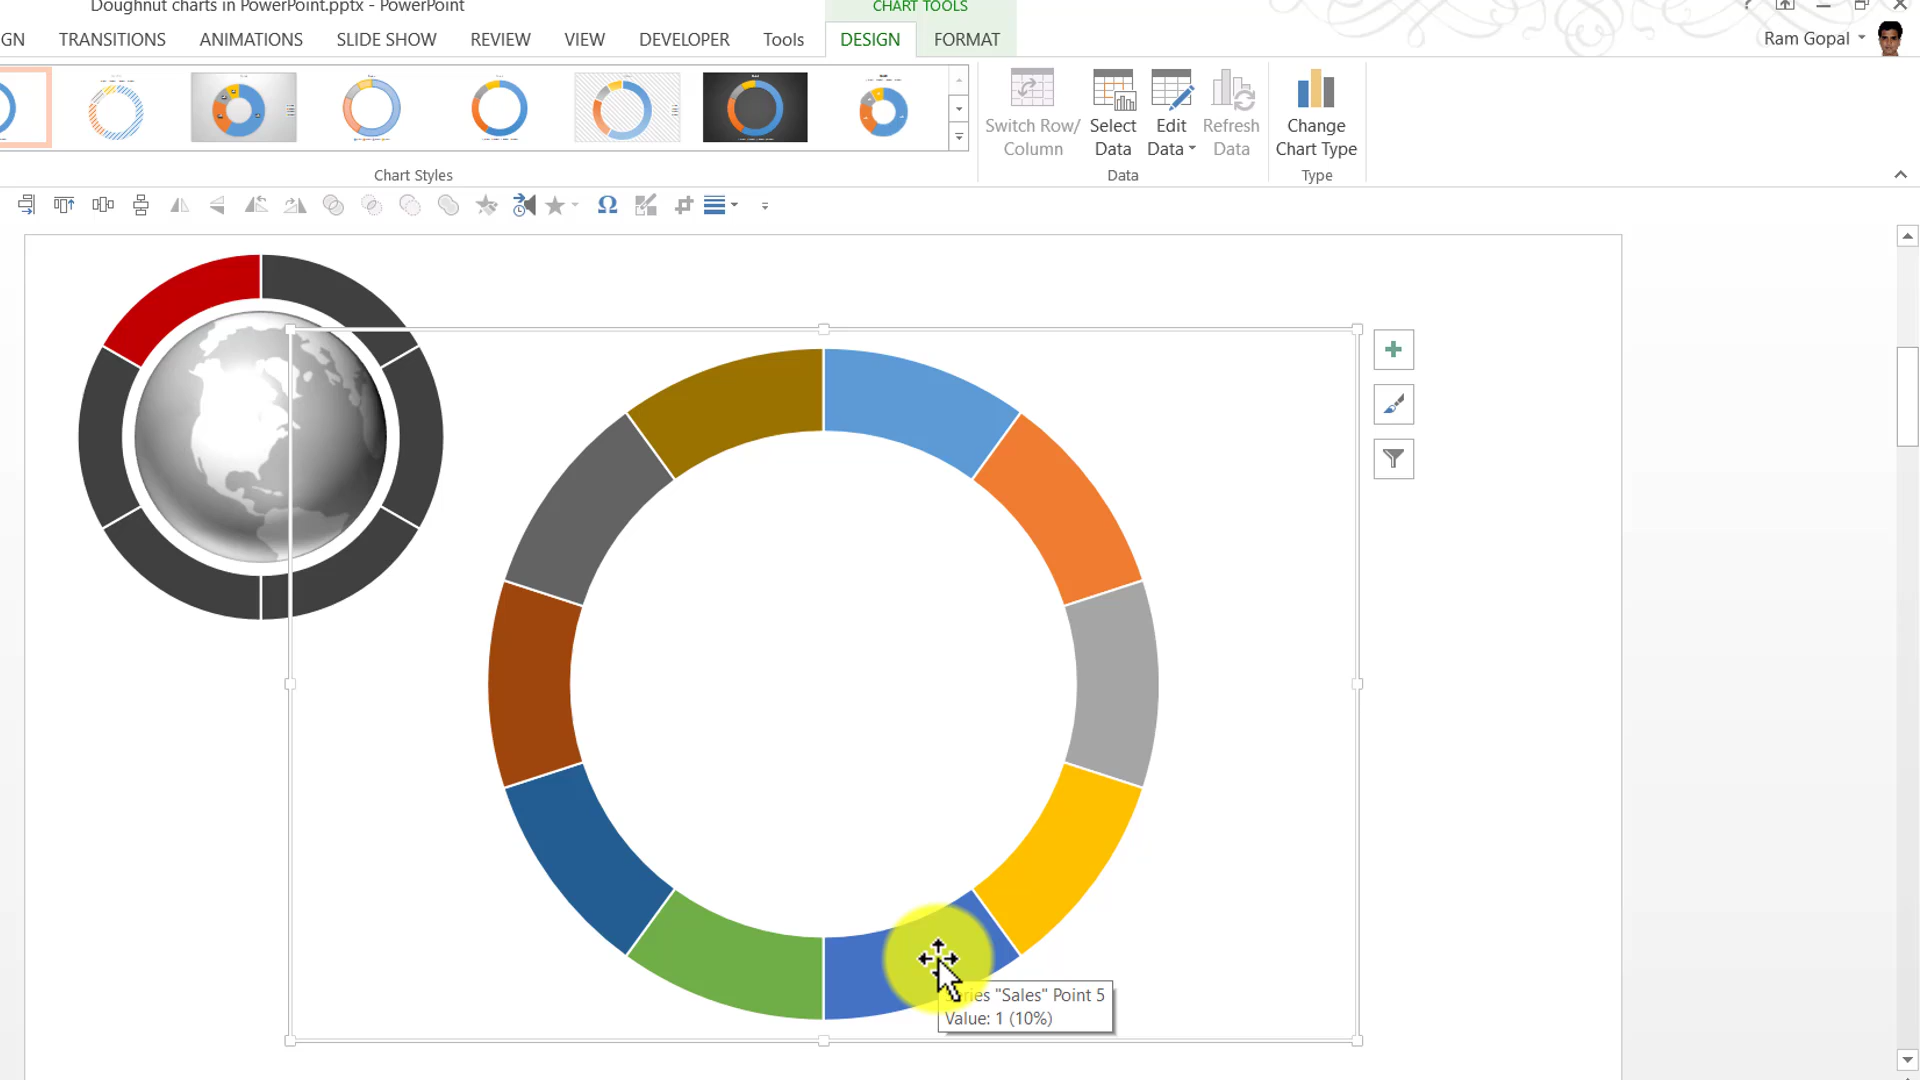 Doughnut charts in PowerPoint.pptx - PowerPoint
CHART TOOLS
?
GN TRANSITIONS ANIMATIONS SLIDE SHOW REVIEW VIEW DEVELOPER Tools DESIGN FORMAT
Ram Gopal
Switch Row/
Column
Select
Data
Edit
Data
Refresh
Data
Change
Chart Type
Chart Styles
Data
Type
Series "Sales" Point 5
Value: 1 (10%)